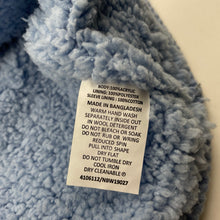 BODY:100%ACRYLIC
LINING: 100%POLYESTER
SLEEVE LINING : 100%COTTON
MADE IN BANGLADESH
WARM HAND WASH
SEPARATELY INSIDE OUT
IN WHITE DETERGENT
DO NOT BLEACH OR SOAK
DO NOT RUB OR WRING
REDUCED SPIN
PULL INTO SHAPE
DRY FLAT
DO NOT TUMBLE DRY
COOL IRON
DRY CLEANABLE
4106112/NBW19027